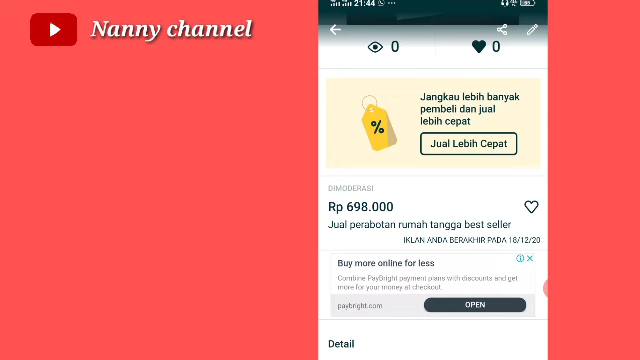 Nanny channel
21:44
0
0
Jangkau lebih banyak
pembeli dan jual
lebih cepat
%
Jual Lebih Cepat
DIMODERASI
Rp 698.000
Jual perabotan rumah tangga best seller
IKLAN ANDA BERAKHIR PADA 18/12/20
Buy more online for less
Combine PayBright payment plans with discounts and get
more for your money at checkout.
paybright.com
OPEN
Detail